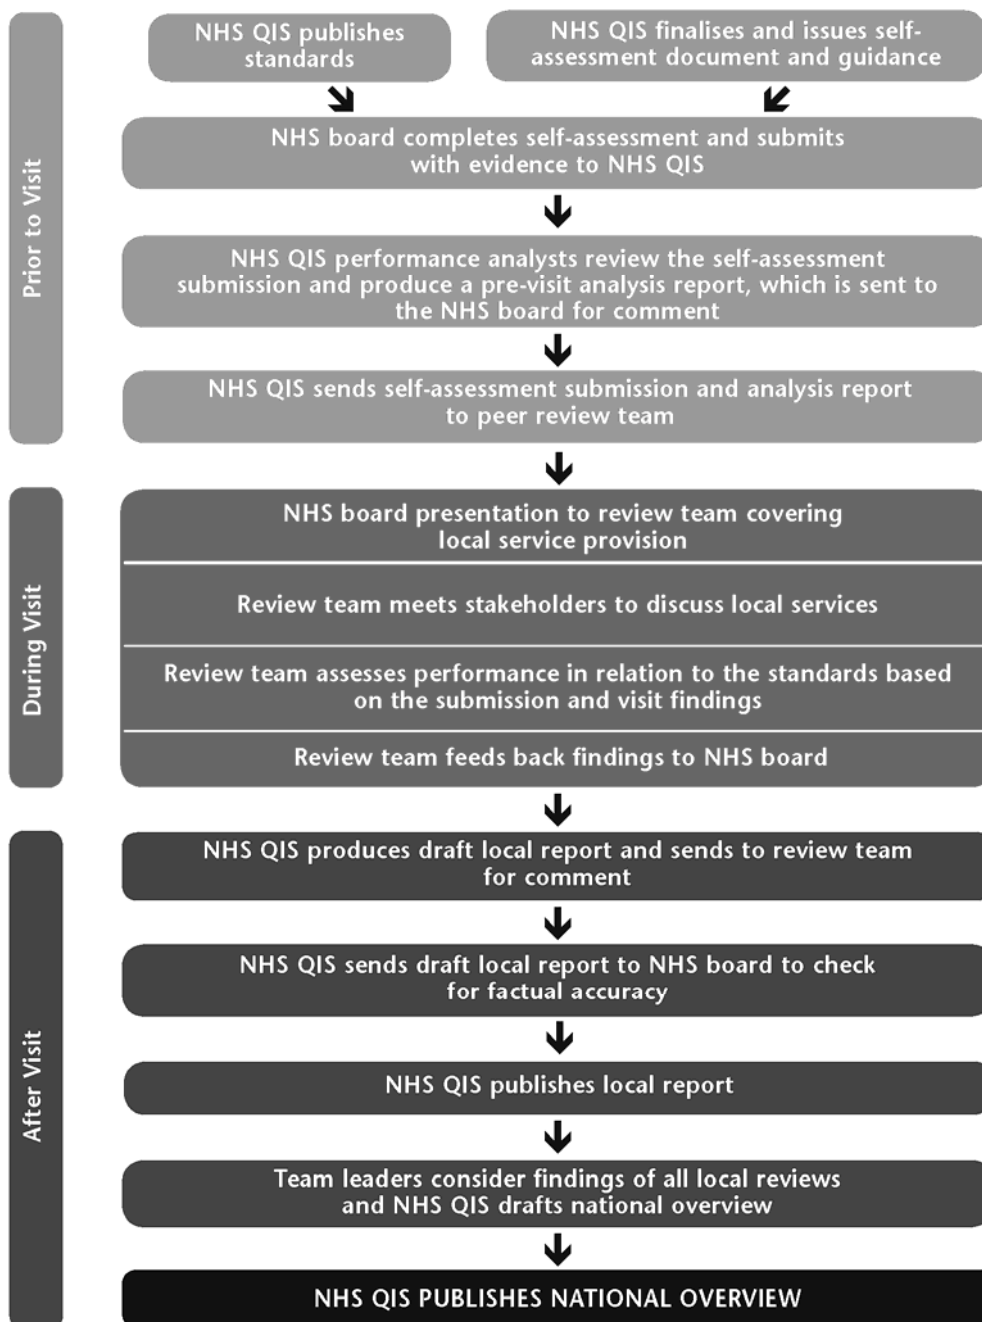 NHS QIS publishes
standards
NHS QIS finalises and issues self-
assessment document and guidance
Prior to Visit
NHS board completes self-assessment and submits
with evidence to NHS QIS
NHS QIS performance analysts review the self-assessment
submission and produce a pre-visit analysis report, which is sent to
the NHS board for comment
NHS QIS sends self-assessment submission and analysis report
to peer review team
During Visit
NHS board presentation to review team covering
local service provision
Review team meets stakeholders to discuss local services
Review team assesses performance in relation to the standards based
on the submission and visit findings
Review team feeds back findings to NHS board
After Visit
NHS QIS produces draft local report and sends to review team
for comment
NHS QIS sends draft local report to NHS board to check
for factual accuracy
NHS QIS publishes local report
Team leaders consider findings of all local reviews
and NHS QIS drafts national overview
NHS QIS PUBLISHES NATIONAL OVERVIEW